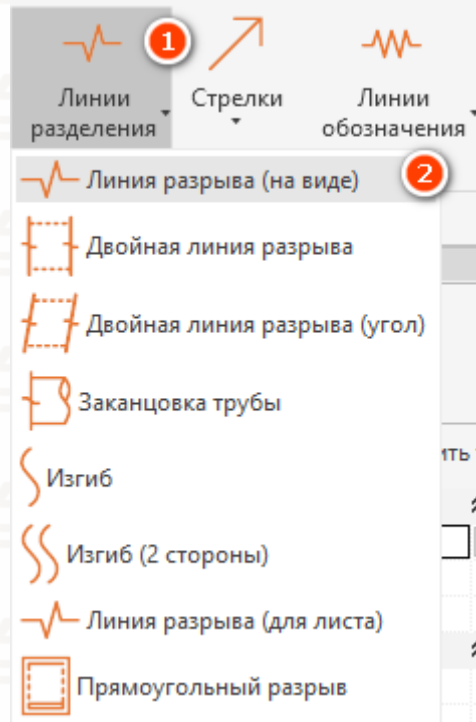 1
Линии
разделения
Стрелки
Линии
обозначения
Линия разрыва (на виде)
2
Двойная линия разрыва
Двойная линия разрыва (угол)
Заканцовка трубы
ить
Изгиб
Изгиб (2 стороны)
Линия разрыва (для листа)
Прямоугольный разрыв